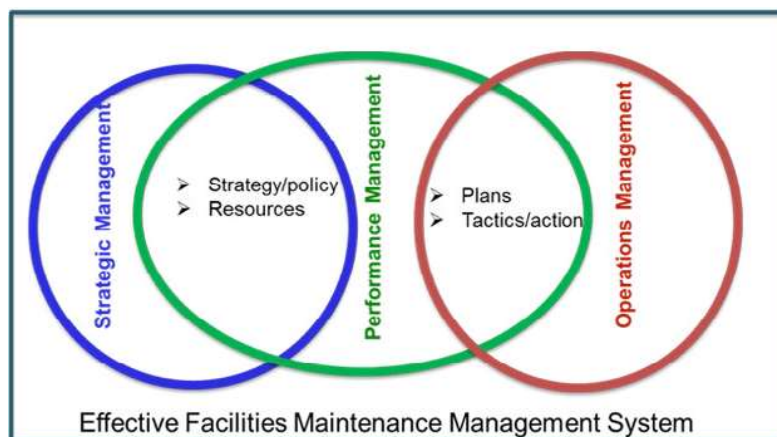 Strategic Management
➢ Strategy/policy
➢ Resources
Performance Management
➢ Plans
➢ Tactics/action
Operations Management
Effective Facilities Maintenance Management System